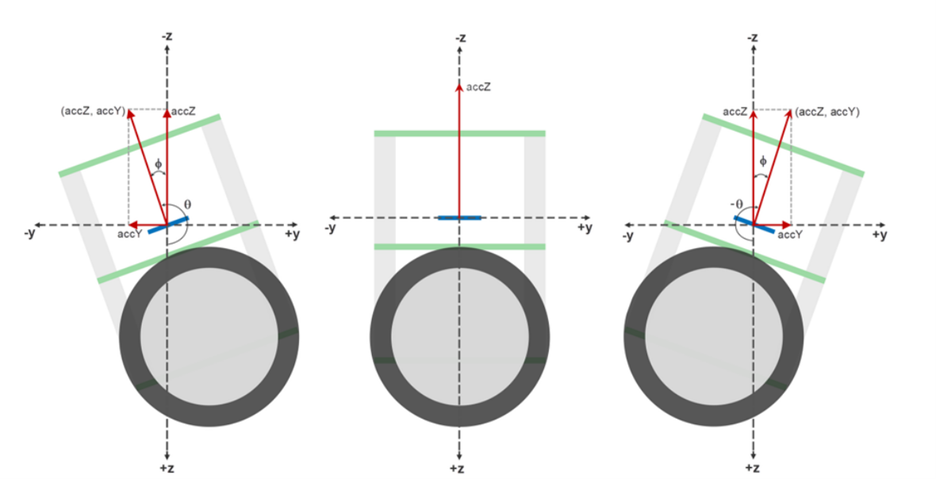 -z
(accZ, accY)
accZ
ϕ
θ
-y
accY
+y
+z
-z
accZ
-y
+y
+z
-z
accZ
(accZ, accY)
ϕ
-θ
-y
accY
+y
+z